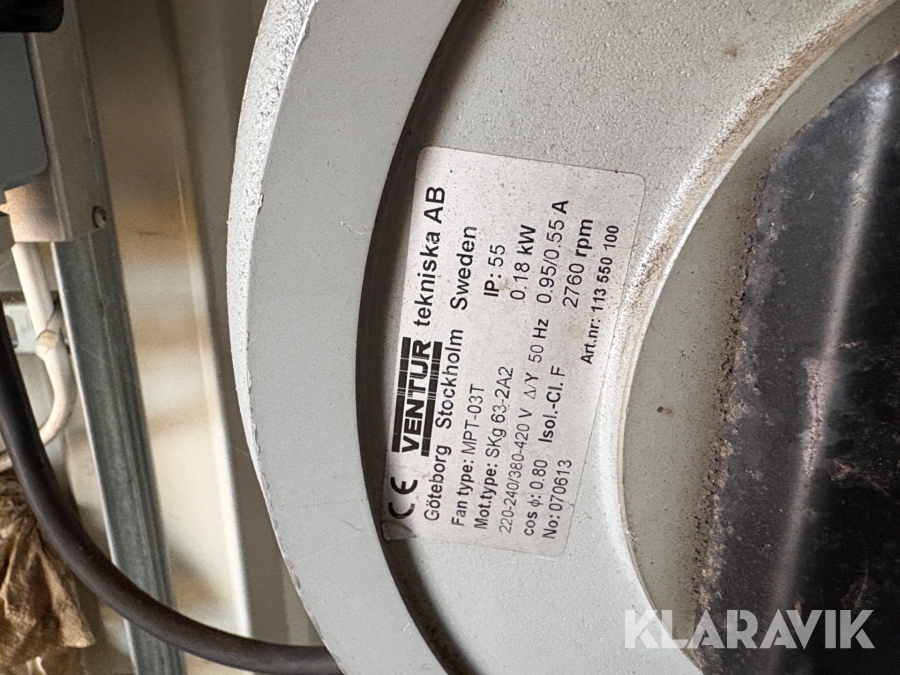 CE VENTUR tekniska AB
Göteborg Stockholm Sweden
Fan type: MPT-03T IP: 55
Mot.type: SKg 63-2A2 0.18 kW
220-240/380-420 V Δ/Y 50 Hz 0.95/0.55 A
cos ϕ: 0.80 Isol.-Cl. F 2760 rpm
No: 070613 Art.nr: 113 550 100
KLARAVIK